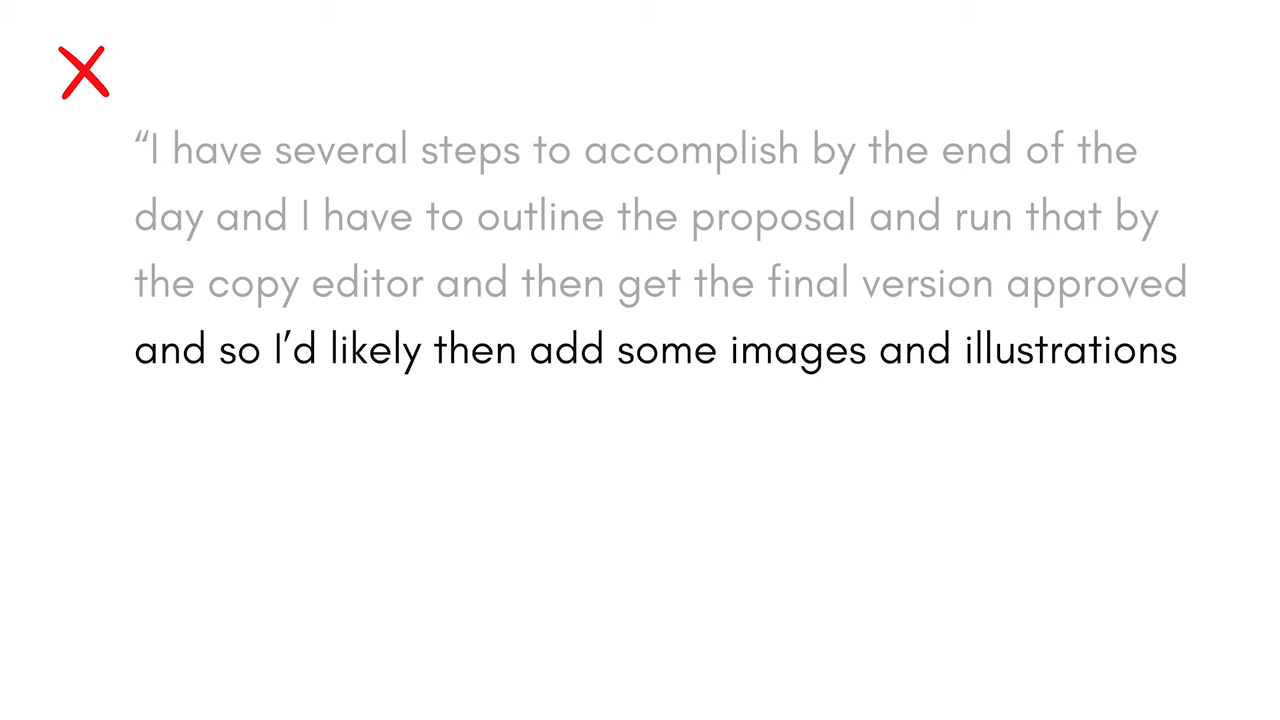 “I have several steps to accomplish by the end of the
day and I have to outline the proposal and run that by
the copy editor and then get the final version approved
and so I’d likely then add some images and illustrations